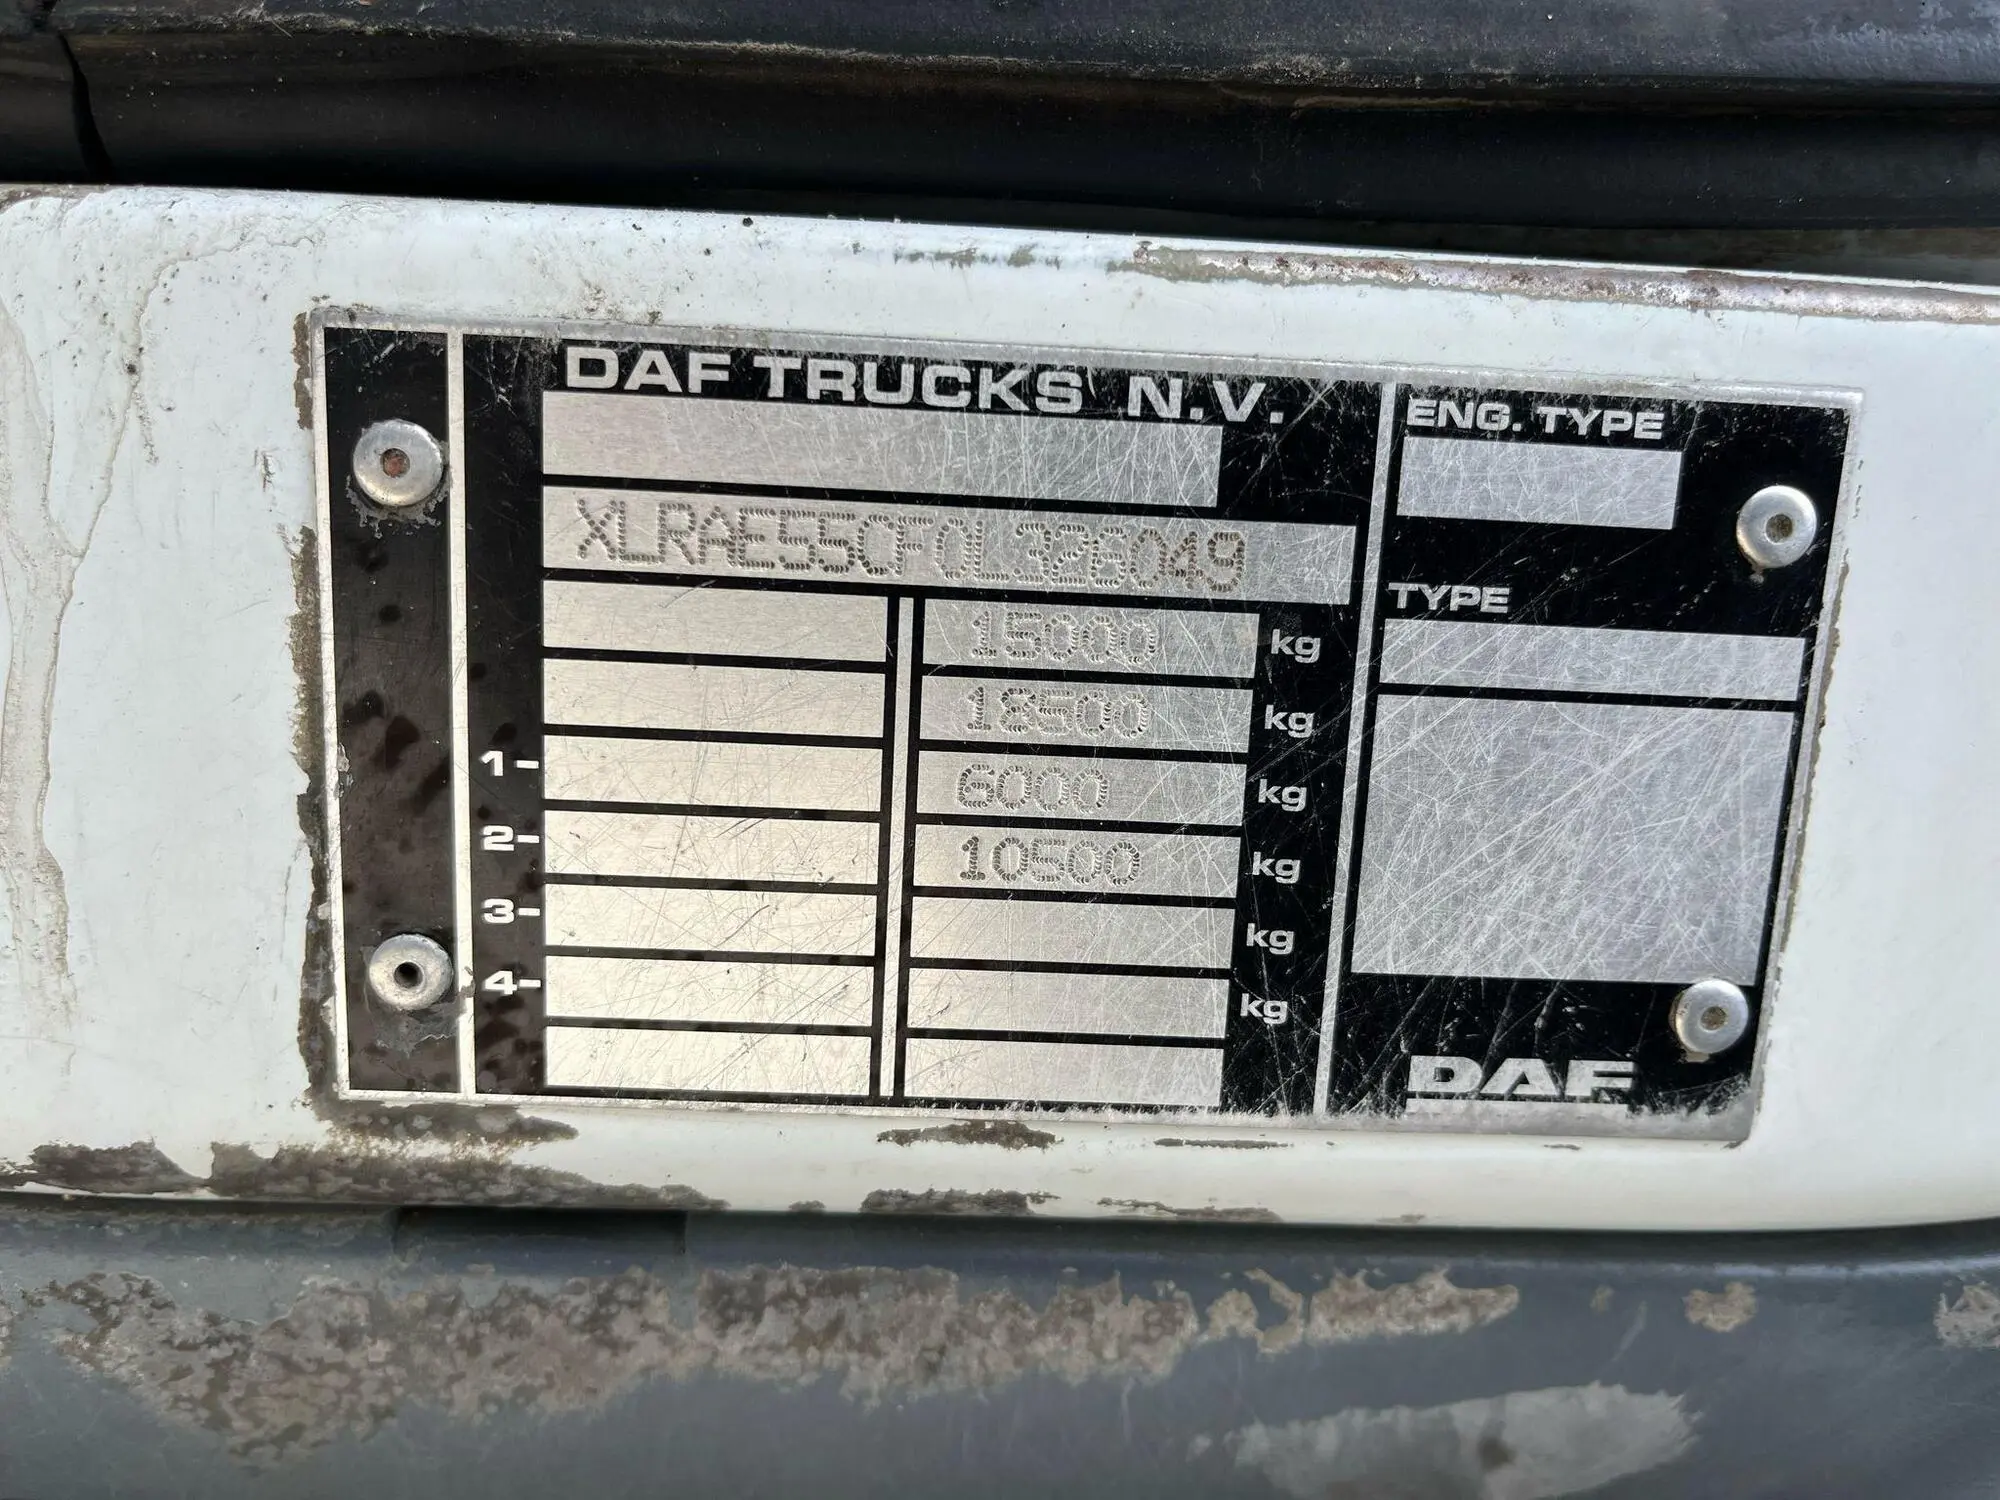 DAF TRUCKS N.V.
XLRAE55CF0L326049
15000 kg
18500 kg
1- 6000 kg
2- 10500 kg
3- kg
4- kg
ENG. TYPE
TYPE
DAF